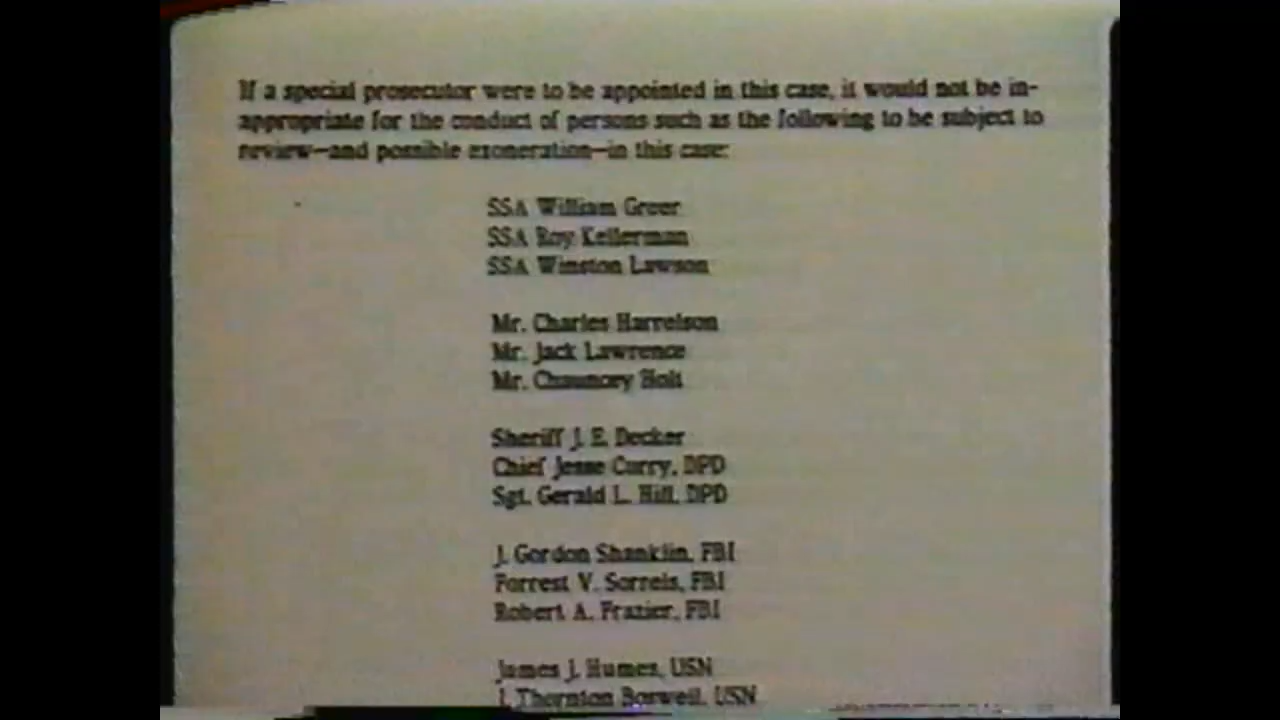 If a special prosecutor were to be appointed in this case, it would not be in-
appropriate for the conduct of persons such as the following to be subject to
review—and possible exoneration—in this case:
SSA William Greer
SSA Roy Kellerman
SSA Winston Lawson
Mr. Charles Harrelson
Mr. Jack Lawrence
Mr. Chauncey Holt
Sheriff J. E. Decker
Chief Jesse Curry, DPD
Sgt. Gerald L. Hill, DPD
J. Gordon Shanklin, FBI
Forrest V. Sorrels, FBI
Robert A. Frazier, FBI
James J. Humes, USN
J. Thornton Boswell, USN